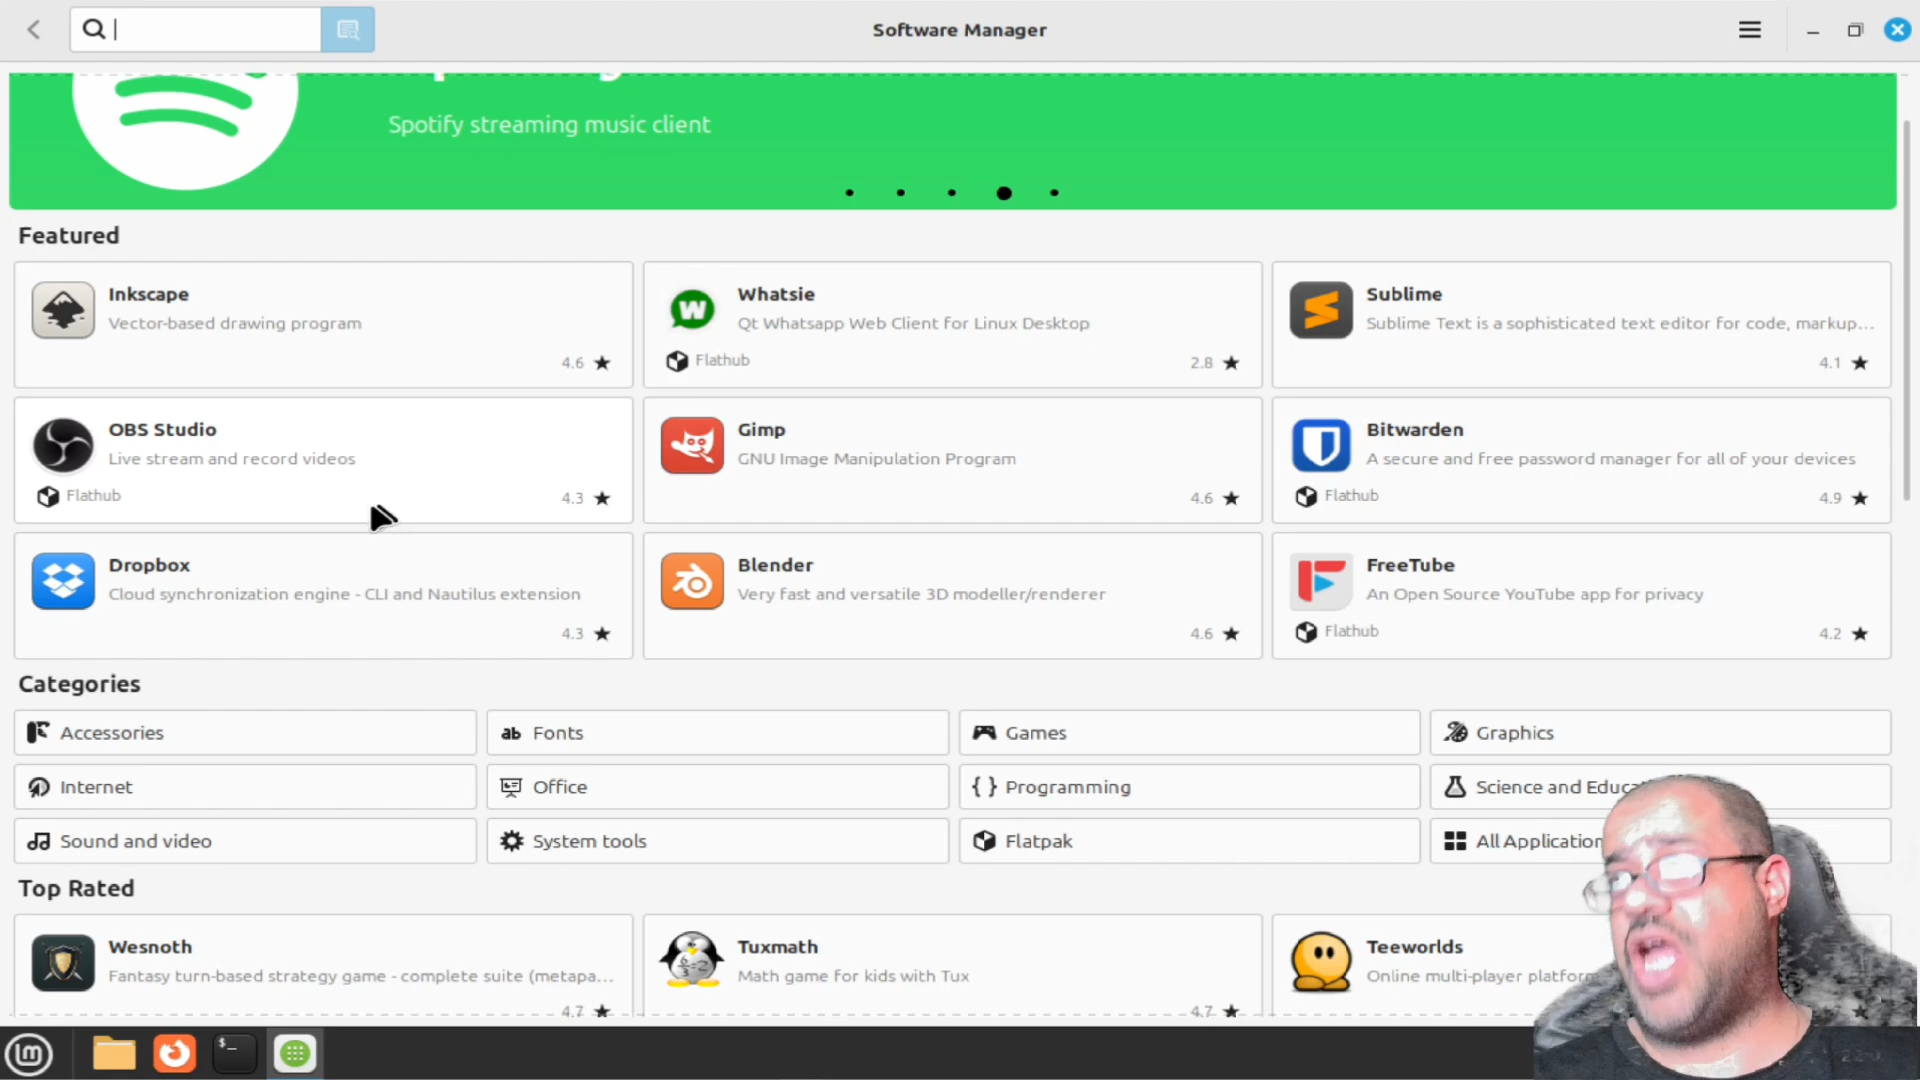 Software Manager
Spotify streaming music client
Featured
Inkscape
Vector-based drawing program
4.6 ★
Whatsie
Qt Whatsapp Web Client for Linux Desktop
Flathub
2.8 ★
Sublime
Sublime Text is a sophisticated text editor for code, markup...
4.1 ★
OBS Studio
Live stream and record videos
Flathub
4.3 ★
Gimp
GNU Image Manipulation Program
4.6 ★
Bitwarden
A secure and free password manager for all of your devices
Flathub
4.9 ★
Dropbox
Cloud synchronization engine - CLI and Nautilus extension
4.3 ★
Blender
Very fast and versatile 3D modeller/renderer
4.6 ★
FreeTube
An Open Source YouTube app for privacy
Flathub
4.2 ★
Categories
Accessories
Fonts
Games
Graphics
Internet
Office
Programming
Science and Educa
Sound and video
System tools
Flatpak
All Application
Top Rated
Wesnoth
Fantasy turn-based strategy game - complete suite (metapa...
4.7 ★
Tuxmath
Math game for kids with Tux
4.7 ★
Teeworlds
Online multi-player platform